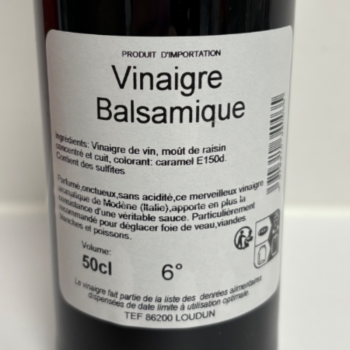 PRODUIT D'IMPORTATION
Vinaigre
Balsamique
Ingrédients: Vinaigre de vin, moût de raisin
concentré et cuit, colorant: caramel E150d.
Contient des sulfites
Parfumé,onctueux,sans acidité,ce merveilleux vinaigre
aromatique de Modène (Italie),apporte en plus la
consistance d'une véritable sauce. Particulièrement
recommandé pour déglacer foie de veau,viandes
blanches et poissons.
Volume:
50cl 6°
Le vinaigre fait partie de la liste des denrées alimentaires
dispensées de date limite à utilisation optimale.
TEF 86200 LOUDUN